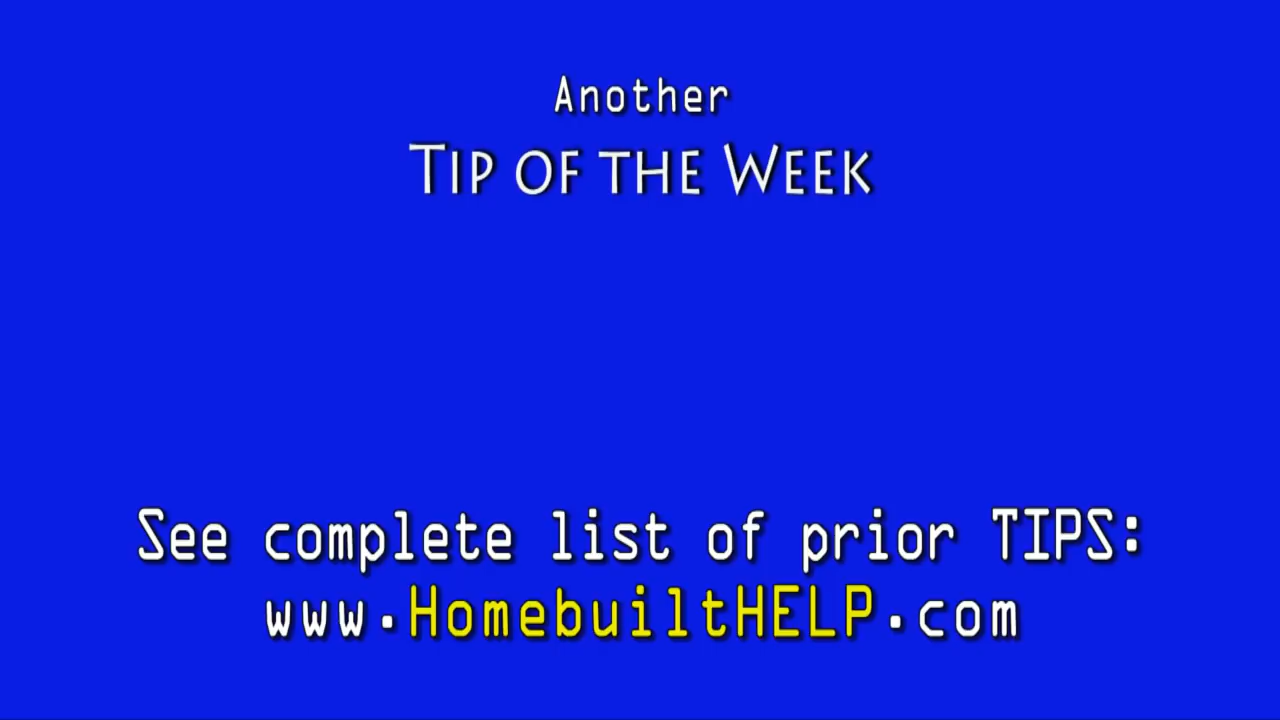 Another
TIP OF THE WEEK
See complete list of prior TIPS:
www.HomebuiltHELP.com